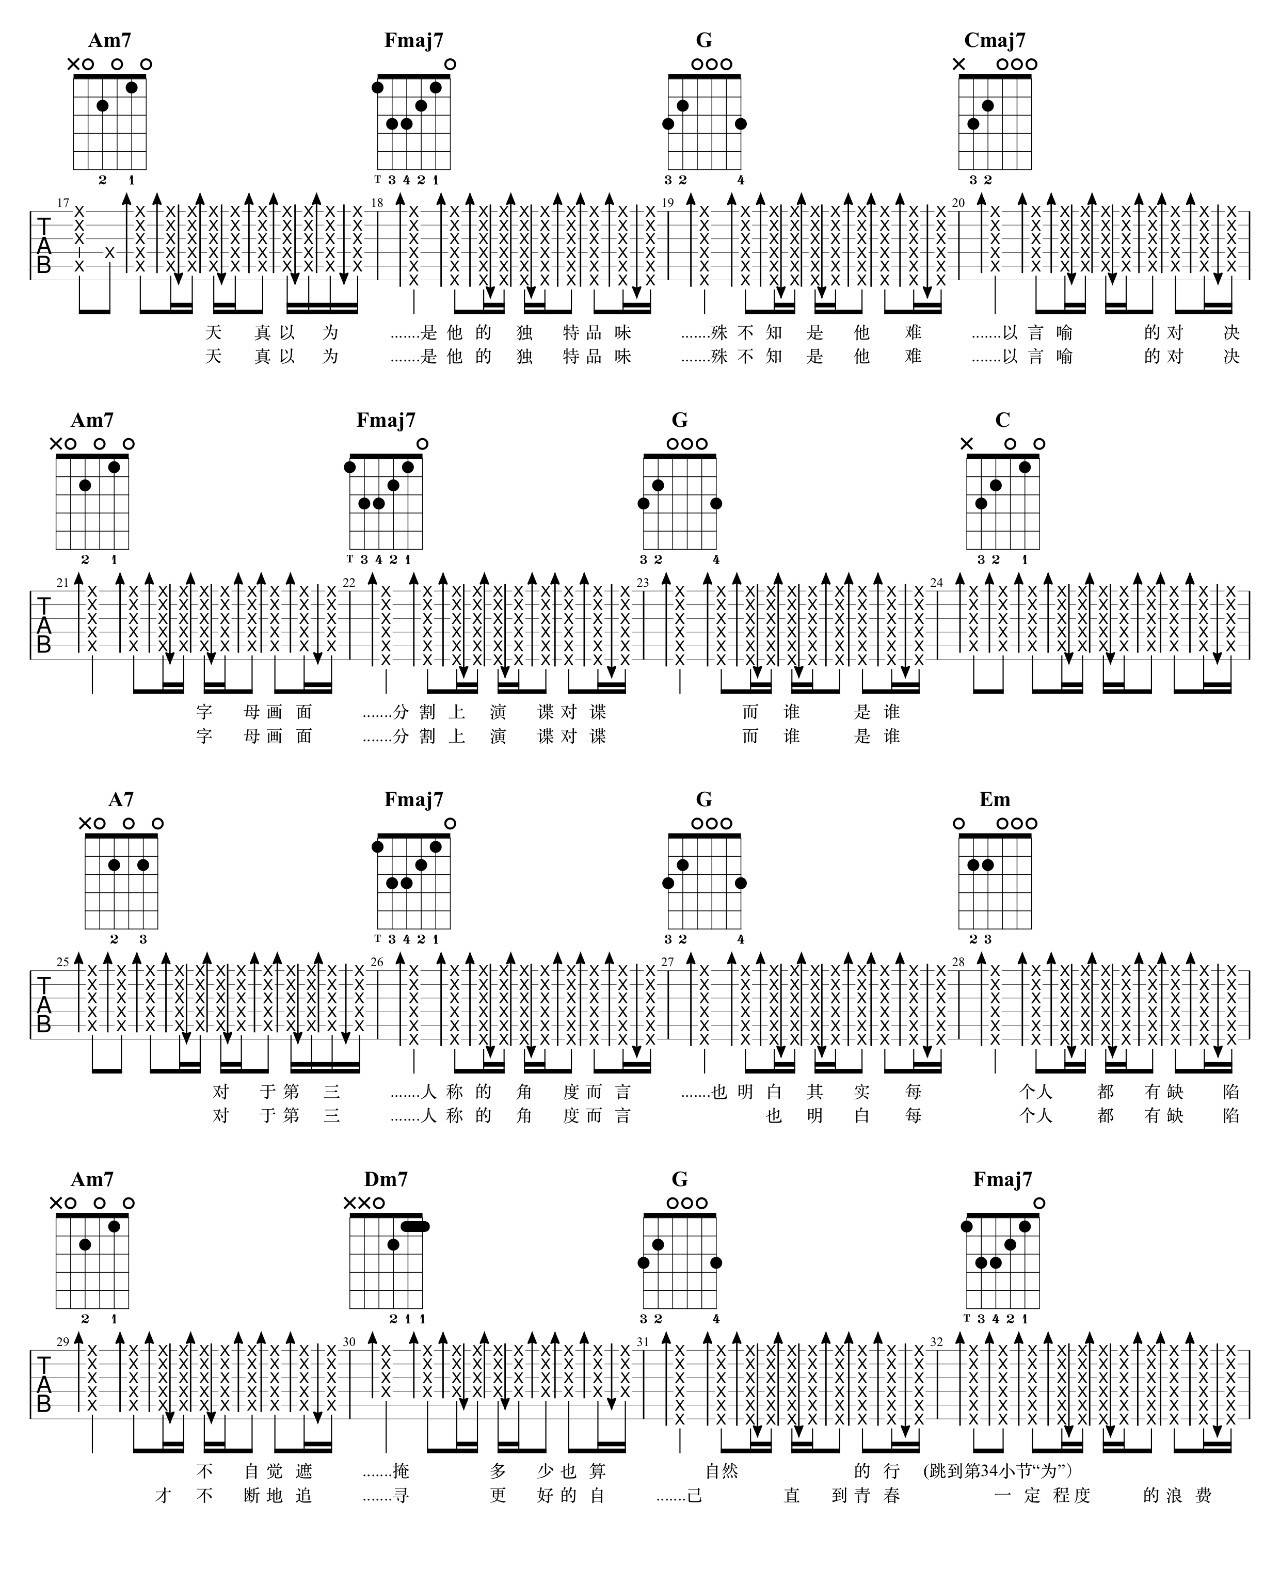 Am7 Fmaj7 G Cmaj7
× ×
2 1 T 3 4 2 1 3 2 4 3 2
17 18 19 20
T A B
天 真 以 为 .......是 他 的 独 特 品 味 .......殊 不 知 是 他 难 .......以 言 喻 的 对 决
天 真 以 为 .......是 他 的 独 特 品 味 .......殊 不 知 是 他 难 .......以 言 喻 的 对 决
Am7 Fmaj7 G C
× ×
2 1 T 3 4 2 1 3 2 4 3 2 1
21 22 23 24
T A B
字 母 画 面 .......分 割 上 演 谍 对 谍 而 谁 是 谁
字 母 画 面 .......分 割 上 演 谍 对 谍 而 谁 是 谁
A7 Fmaj7 G Em
×
2 3 T 3 4 2 1 3 2 4 2 3
25 26 27 28
T A B
对 于 第 三 .......人 称 的 角 度 而 言 .......也 明 白 其 实 每 个 人 都 有 缺 陷
对 于 第 三 .......人 称 的 角 度 而 言 也 明 白 每 个 人 都 有 缺 陷
Am7 Dm7 G Fmaj7
× ××
2 1 2 1 1 3 2 4 T 3 4 2 1
29 30 31 32
T A B
不 自 觉 遮 .......掩 多 少 也 算 自 然 的 行 (跳到第34小节“为”)
才 不 断 地 追 .......寻 更 好 的 自 .......己 直 到 青 春 一 定 程 度 的 浪 费